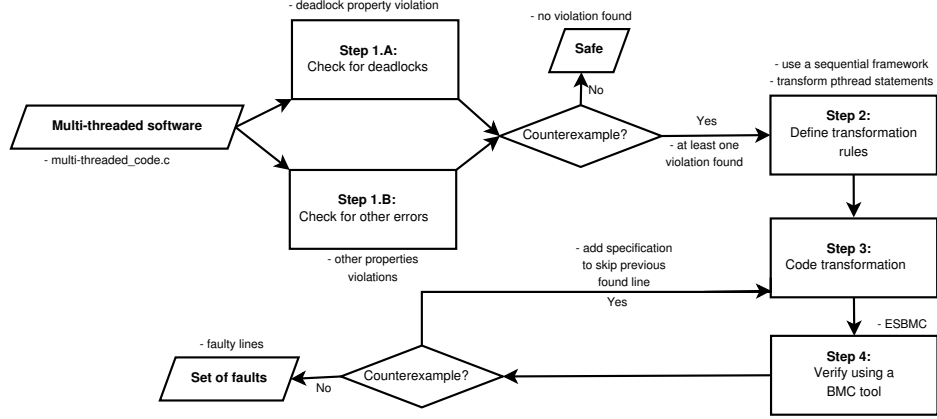 - deadlock property violation
Step 1.A:
Check for deadlocks
- no violation found
Safe
No
- use a sequential framework
- transform pthread statements
Multi-threaded software
- multi-threaded_code.c
Counterexample?
Yes
- at least one
violation found
Step 2:
Define transformation
rules
Step 1.B:
Check for other errors
- other properties
violations
- add specification
to skip previous
found line
Yes
Step 3:
Code transformation
- ESBMC
- faulty lines
Set of faults
No
Counterexample?
Step 4:
Verify using a
BMC tool